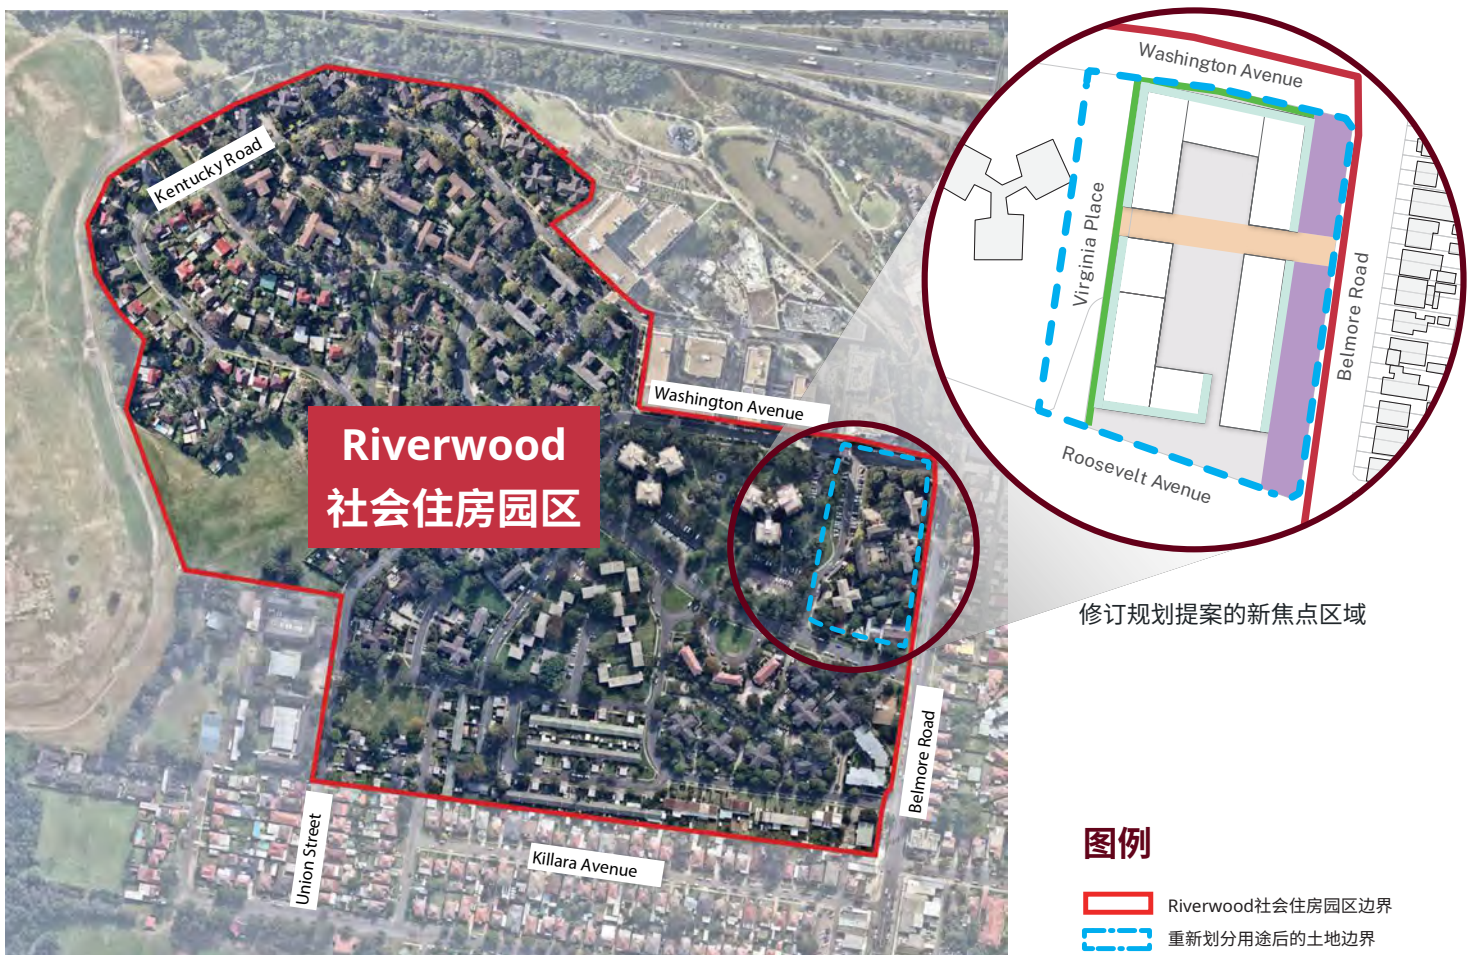 Kentucky Road
Washington Avenue
Riverwood
社会住房园区
Union Street
Killara Avenue
Belmore Road
Washington Avenue
Virginia Place
Belmore Road
Roosevelt Avenue
修订规划提案的新焦点区域
图例
Riverwood社会住房园区边界
重新划分用途后的土地边界